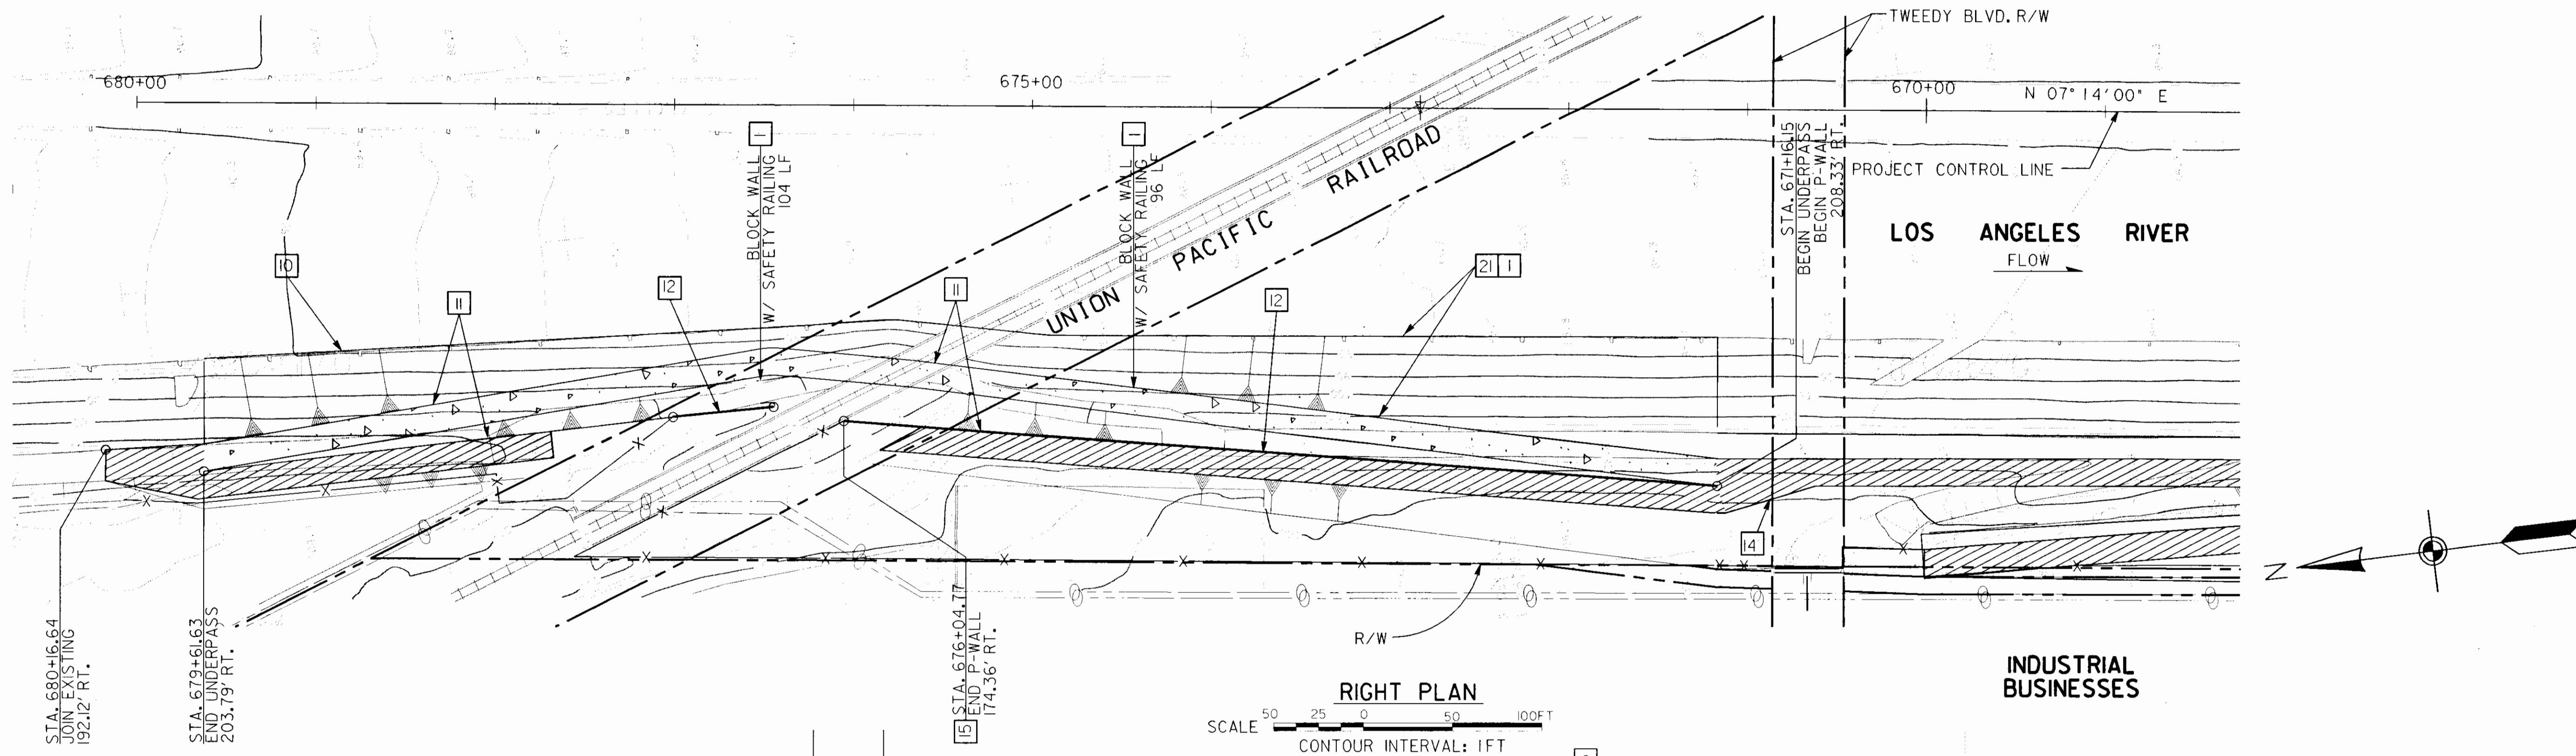 TWEEDY BLVD. R/W
680+00
675+00
670+00
N 07° 14'00" E
PROJECT CONTROL LINE
LOS ANGELES RIVER
FLOW
STA. 671+16.15
BEGIN UNDERPASS
BEGIN P-WALL
208.33' RT.
1
BLOCK WALL
W/ SAFETY RAILING
104 LF
1
BLOCK WALL
W/ SAFETY RAILING
96 LF
UNION PACIFIC RAILROAD
10
11
12
11
12
21 1
14
STA. 680+16.64
JOIN EXISTING
192.12' RT.
STA. 679+61.63
END UNDERPASS
203.79' RT.
STA. 676+04.77
END P-WALL
174.36' RT.
15
R/W
N
INDUSTRIAL
BUSINESSES
RIGHT PLAN
SCALE 50 25 0 50 100FT
CONTOUR INTERVAL: 1FT